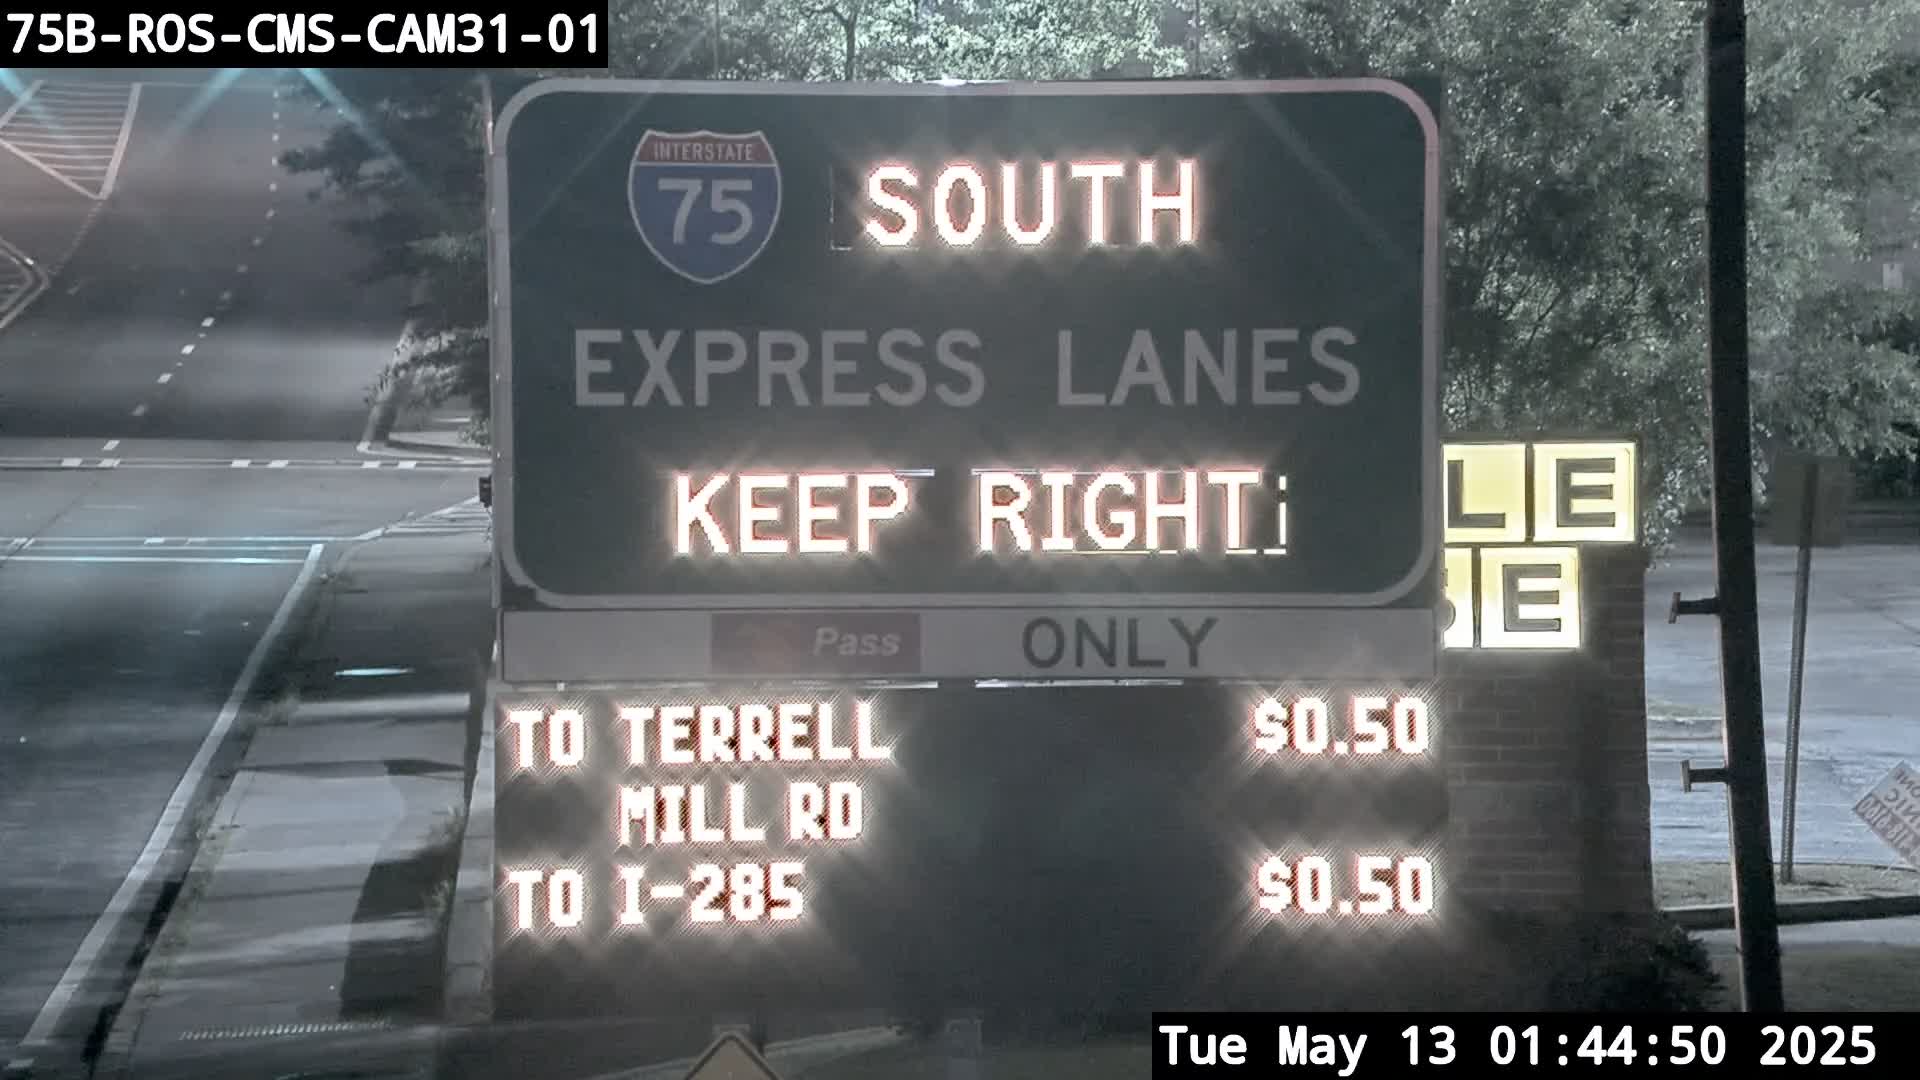 75B-ROS-CMS-CAM31-01
INTERSTATE
75
SOUTH
EXPRESS LANES
KEEP RIGHT
Pass
ONLY
LE
E
TO TERRELL $0.50
MILL RD
TO I-285 $0.50
Tue May 13 01:44:50 2025